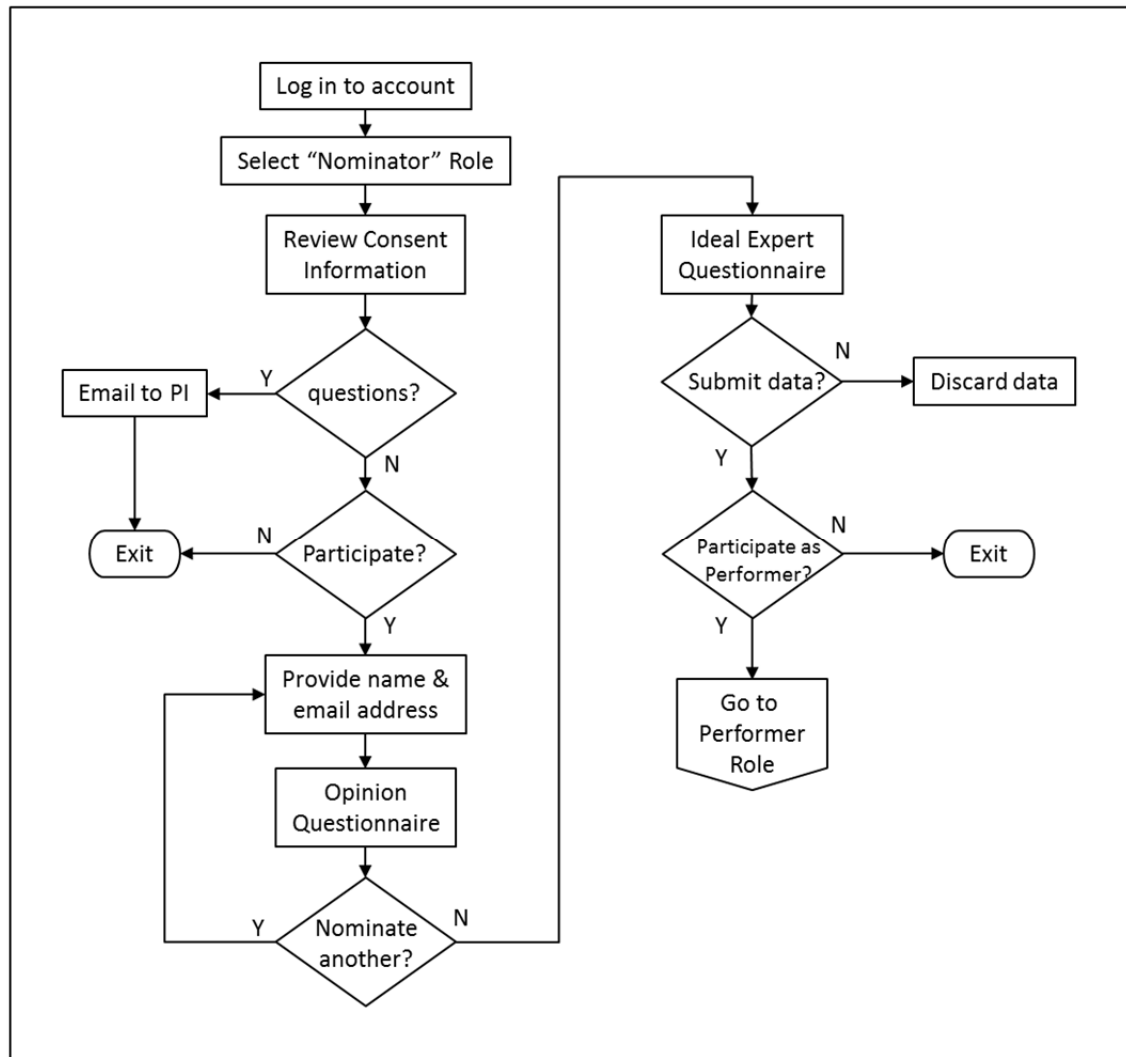 Log in to account
Select “Nominator” Role
Review Consent
Information
questions?
Y
Email to PI
N
Participate?
N
Exit
Y
Provide name &
email address
Opinion
Questionnaire
Nominate
another?
Y
N
Ideal Expert
Questionnaire
Submit data?
N
Discard data
Y
Participate as
Performer?
N
Exit
Y
Go to
Performer
Role